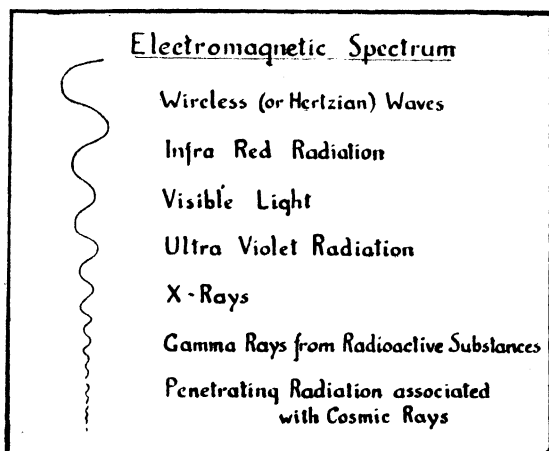 Electromagnetic Spectrum
Wireless (or Hertzian) Waves
Infra Red Radiation
Visible Light
Ultra Violet Radiation
X-Rays
Gamma Rays from Radioactive Substances
Penetrating Radiation associated
with Cosmic Rays